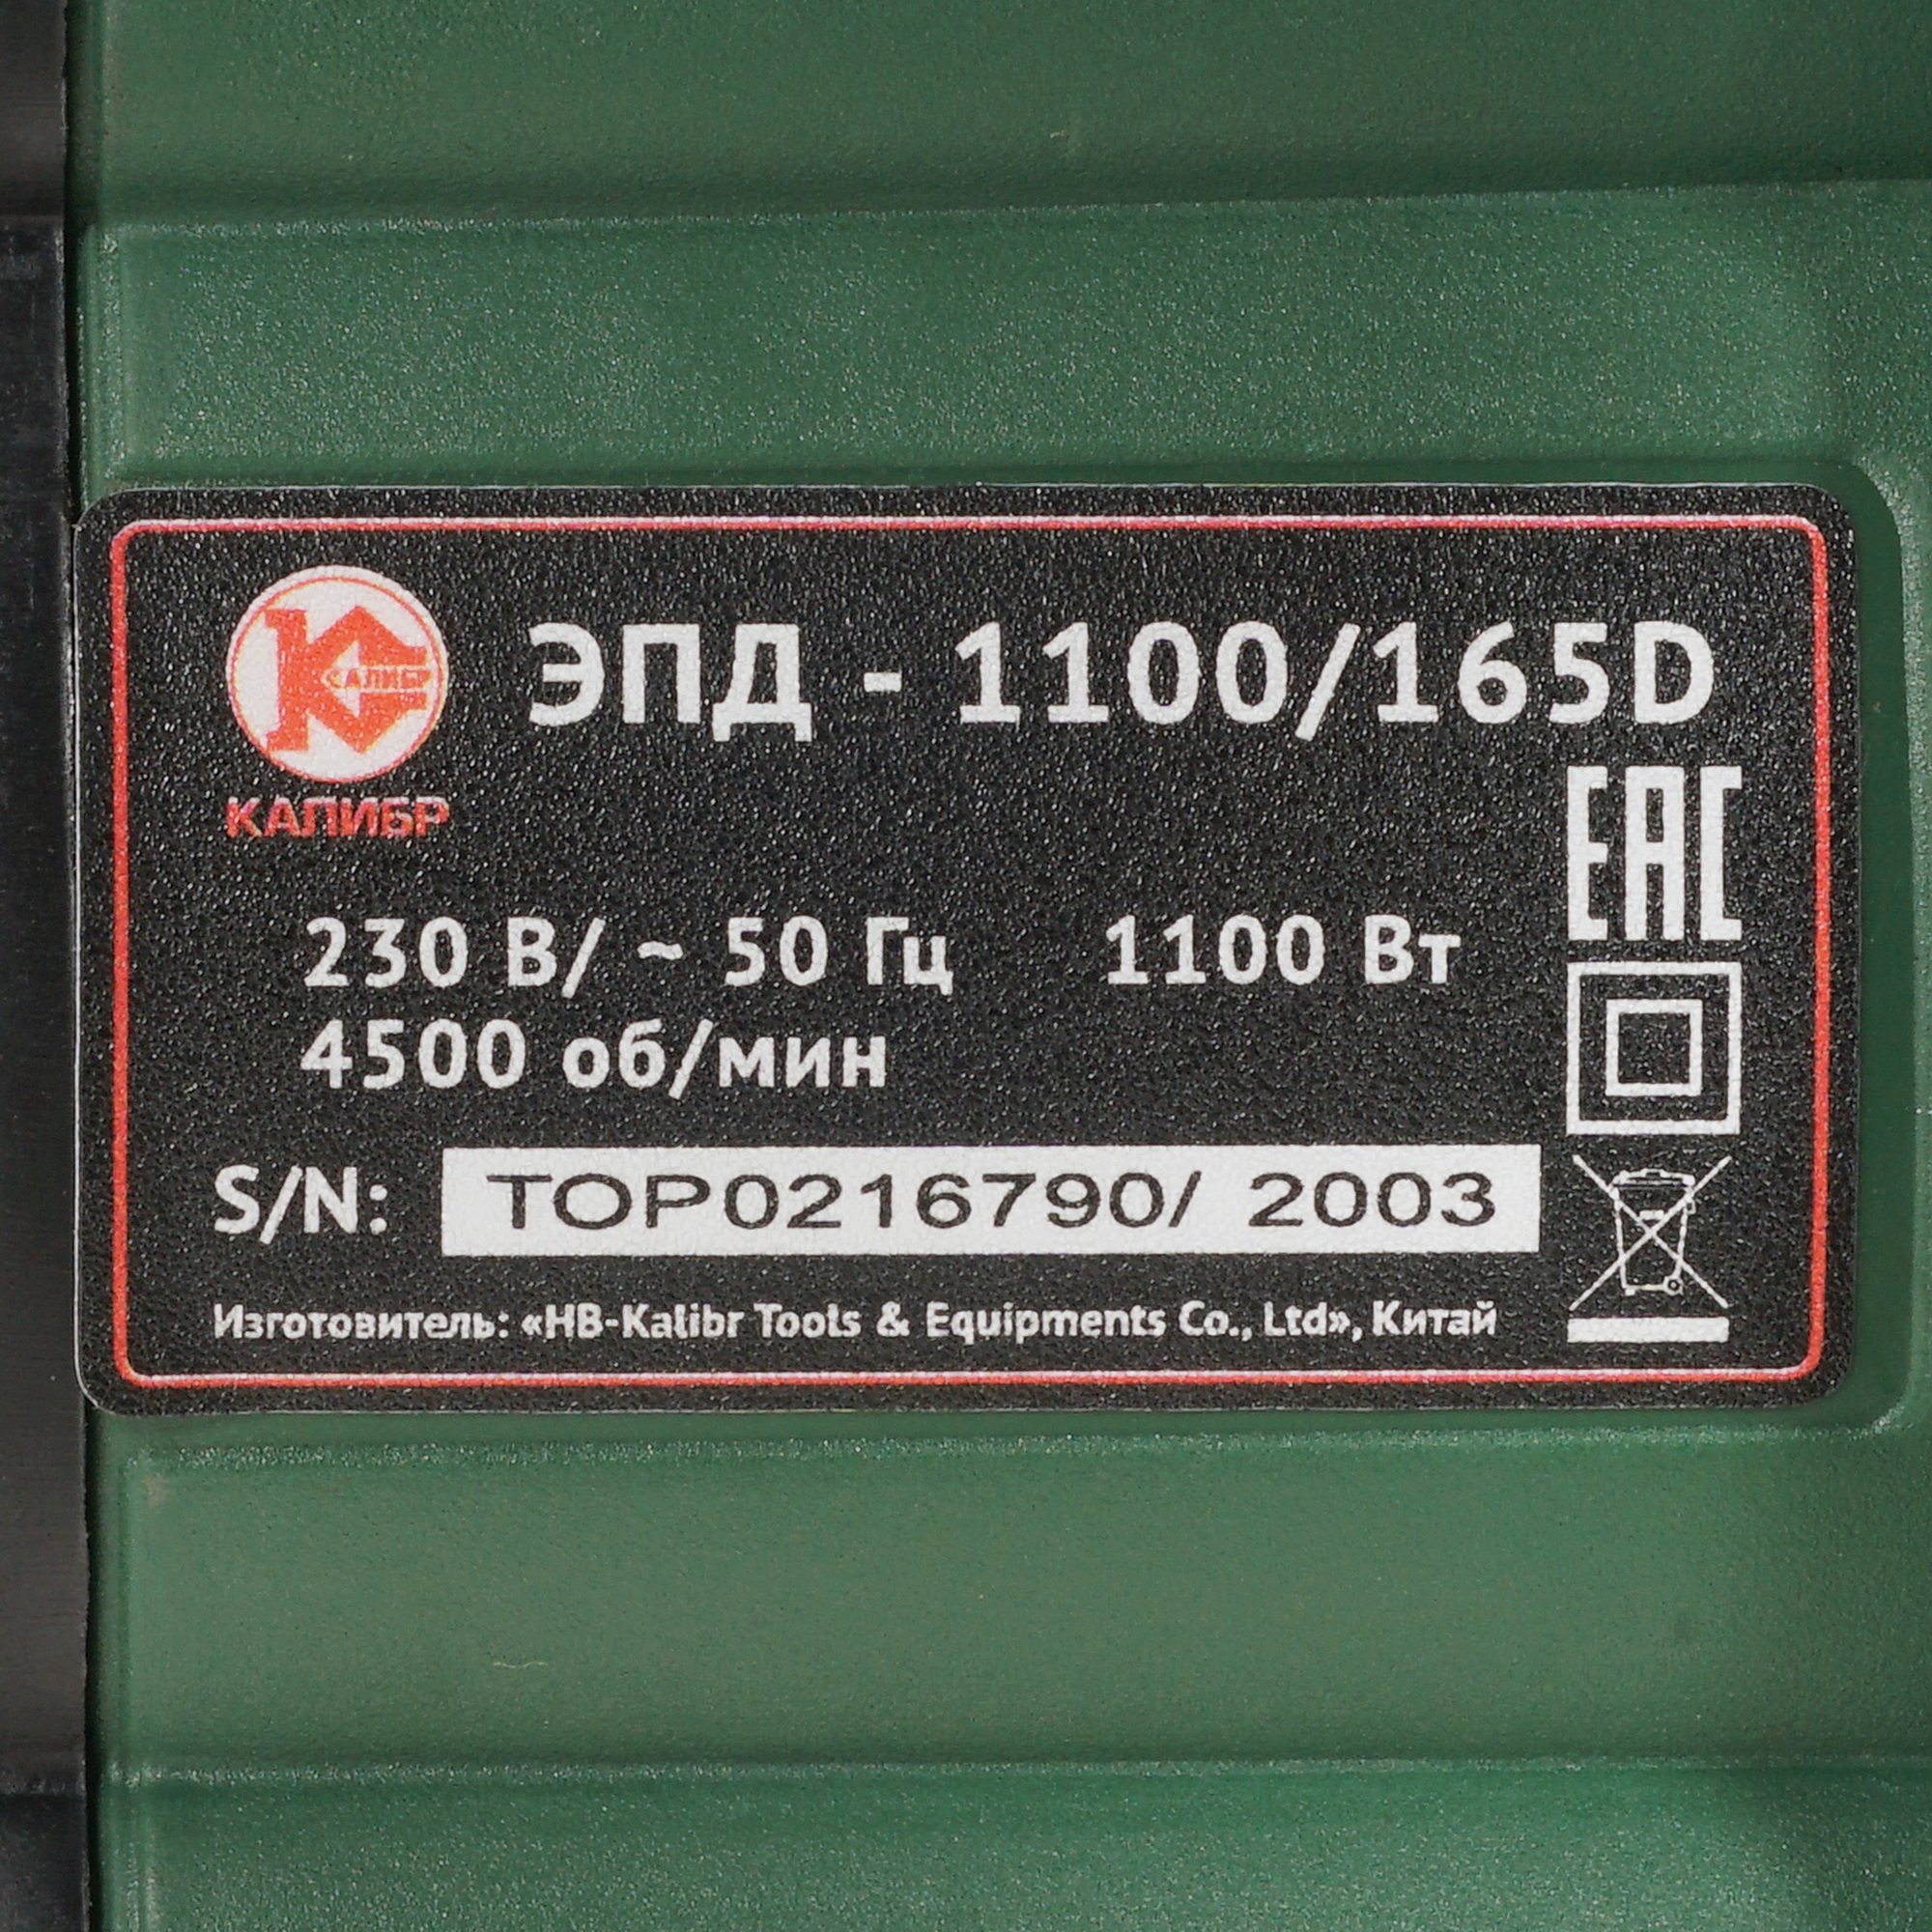 КАЛИБР
КАЛИБР
ЭПД - 1100/165D
EAC
230 В/ ~ 50 Гц 1100 Вт
4500 об/мин
S/N: TOP0216790/ 2003
Изготовитель: «HB-Kalibr Tools & Equipments Co., Ltd», Китай